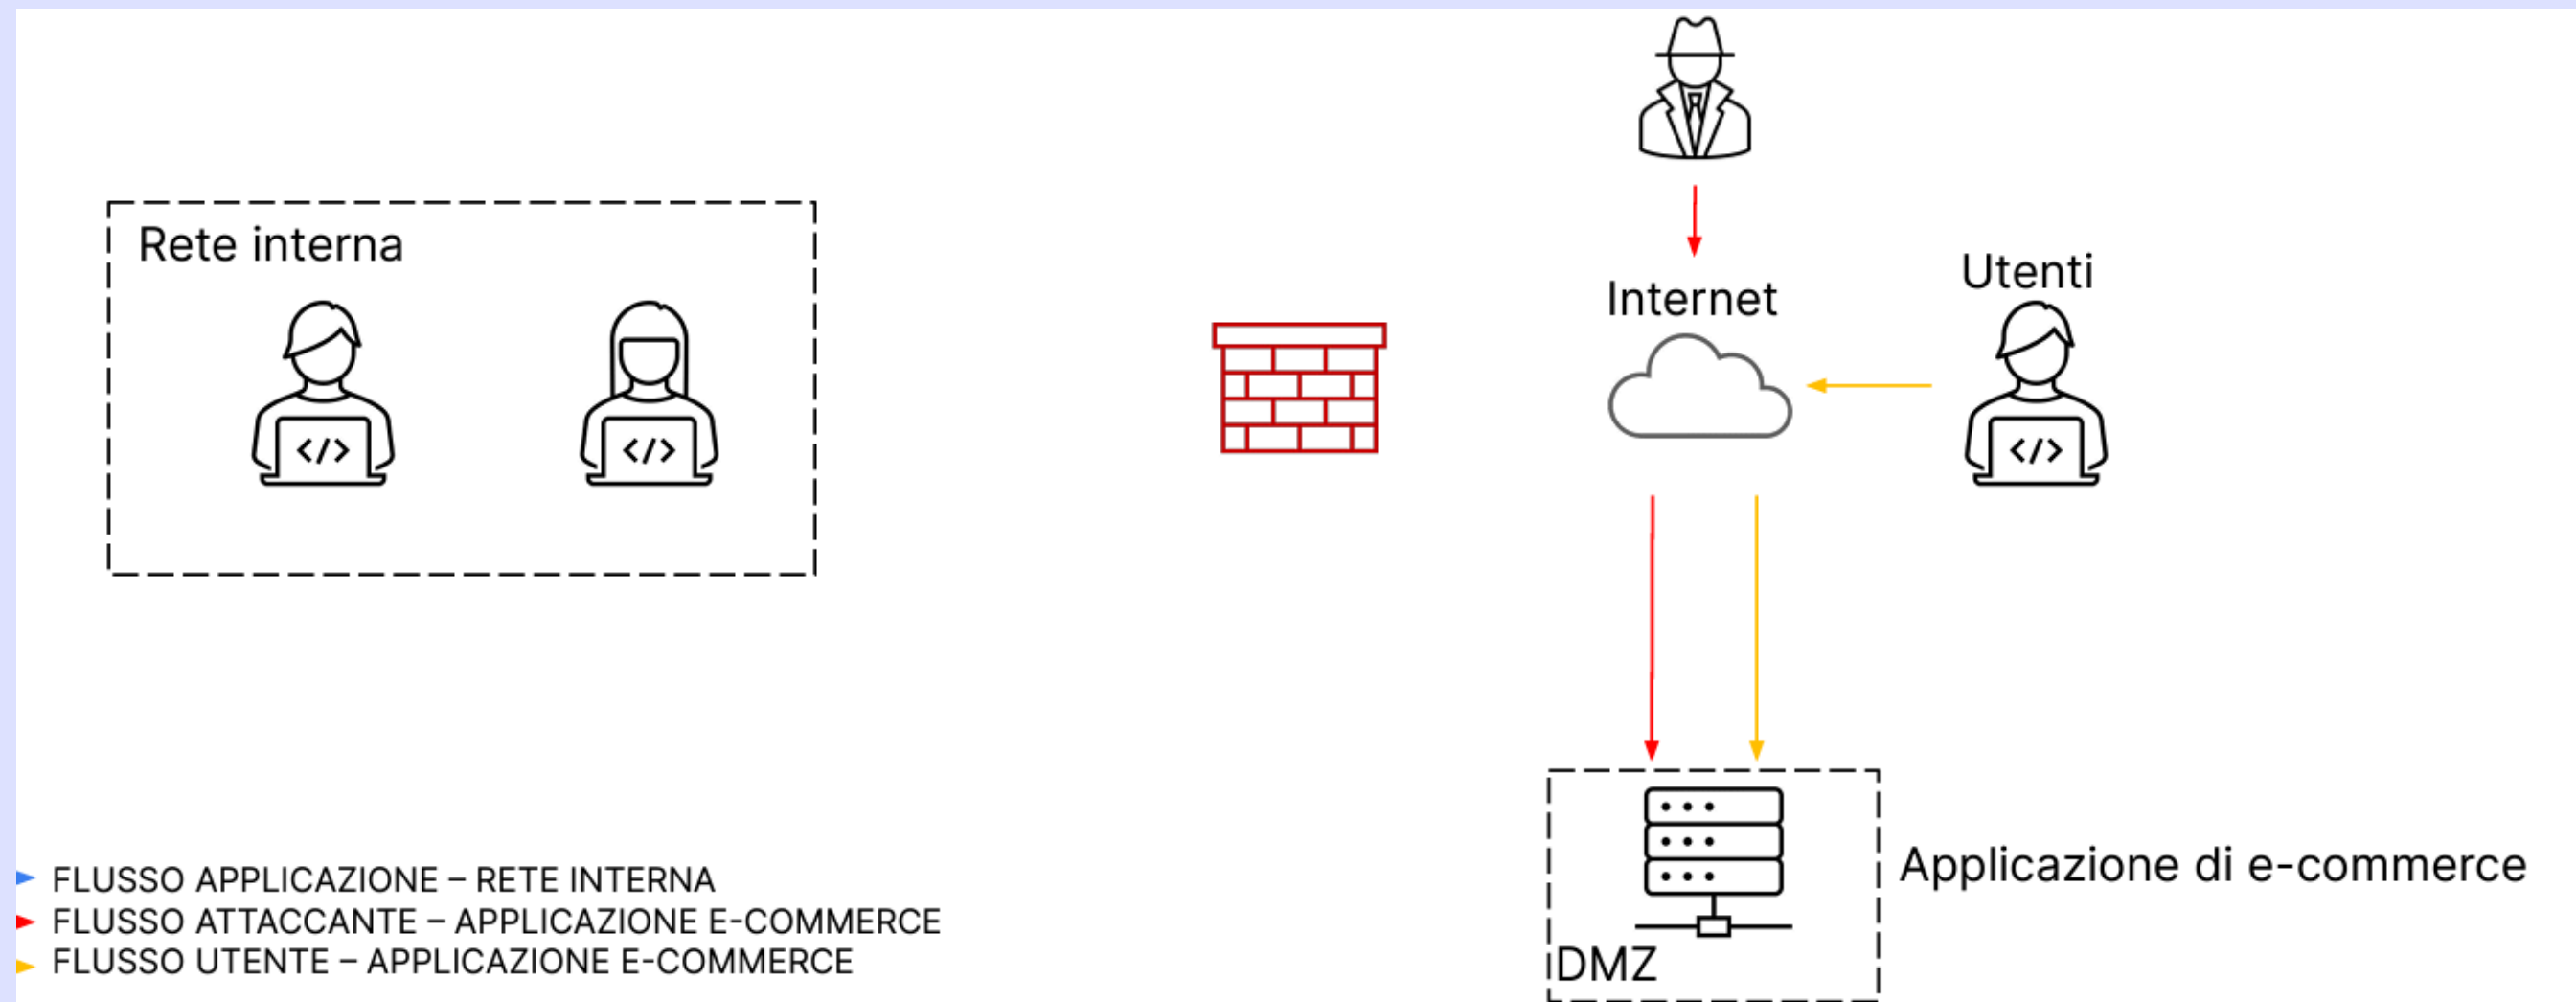 Rete interna
Internet
Utenti
</>
</>
</>
Applicazione di e-commerce
DMZ
FLUSSO APPLICAZIONE – RETE INTERNA
FLUSSO ATTACCANTE – APPLICAZIONE E-COMMERCE
FLUSSO UTENTE – APPLICAZIONE E-COMMERCE